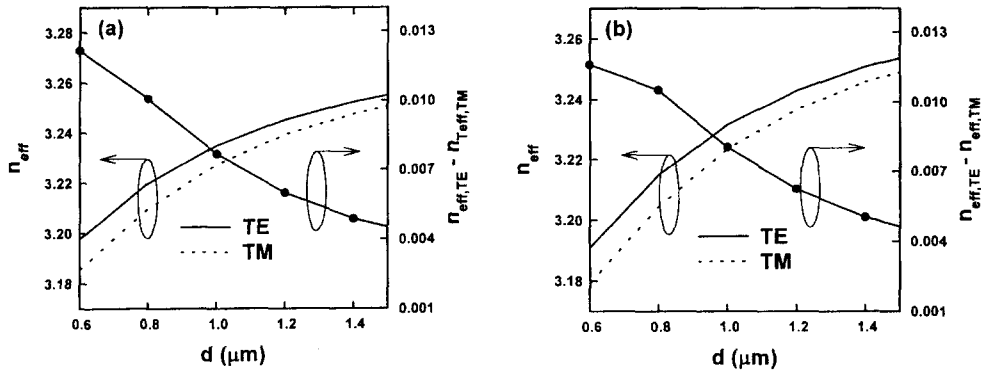 (a)
3.28
3.26
3.24
3.22
3.20
3.18
n_eff
0.013
0.010
0.007
0.004
0.001
n_eff,TE - n_Teff,TM
TE
TM
0.6 0.8 1.0 1.2 1.4
d (μm)
(b)
3.26
3.24
3.22
3.20
3.18
n_eff
0.013
0.010
0.007
0.004
0.001
n_eff,TE - n_eff,TM
TE
TM
0.6 0.8 1.0 1.2 1.4
d (μm)